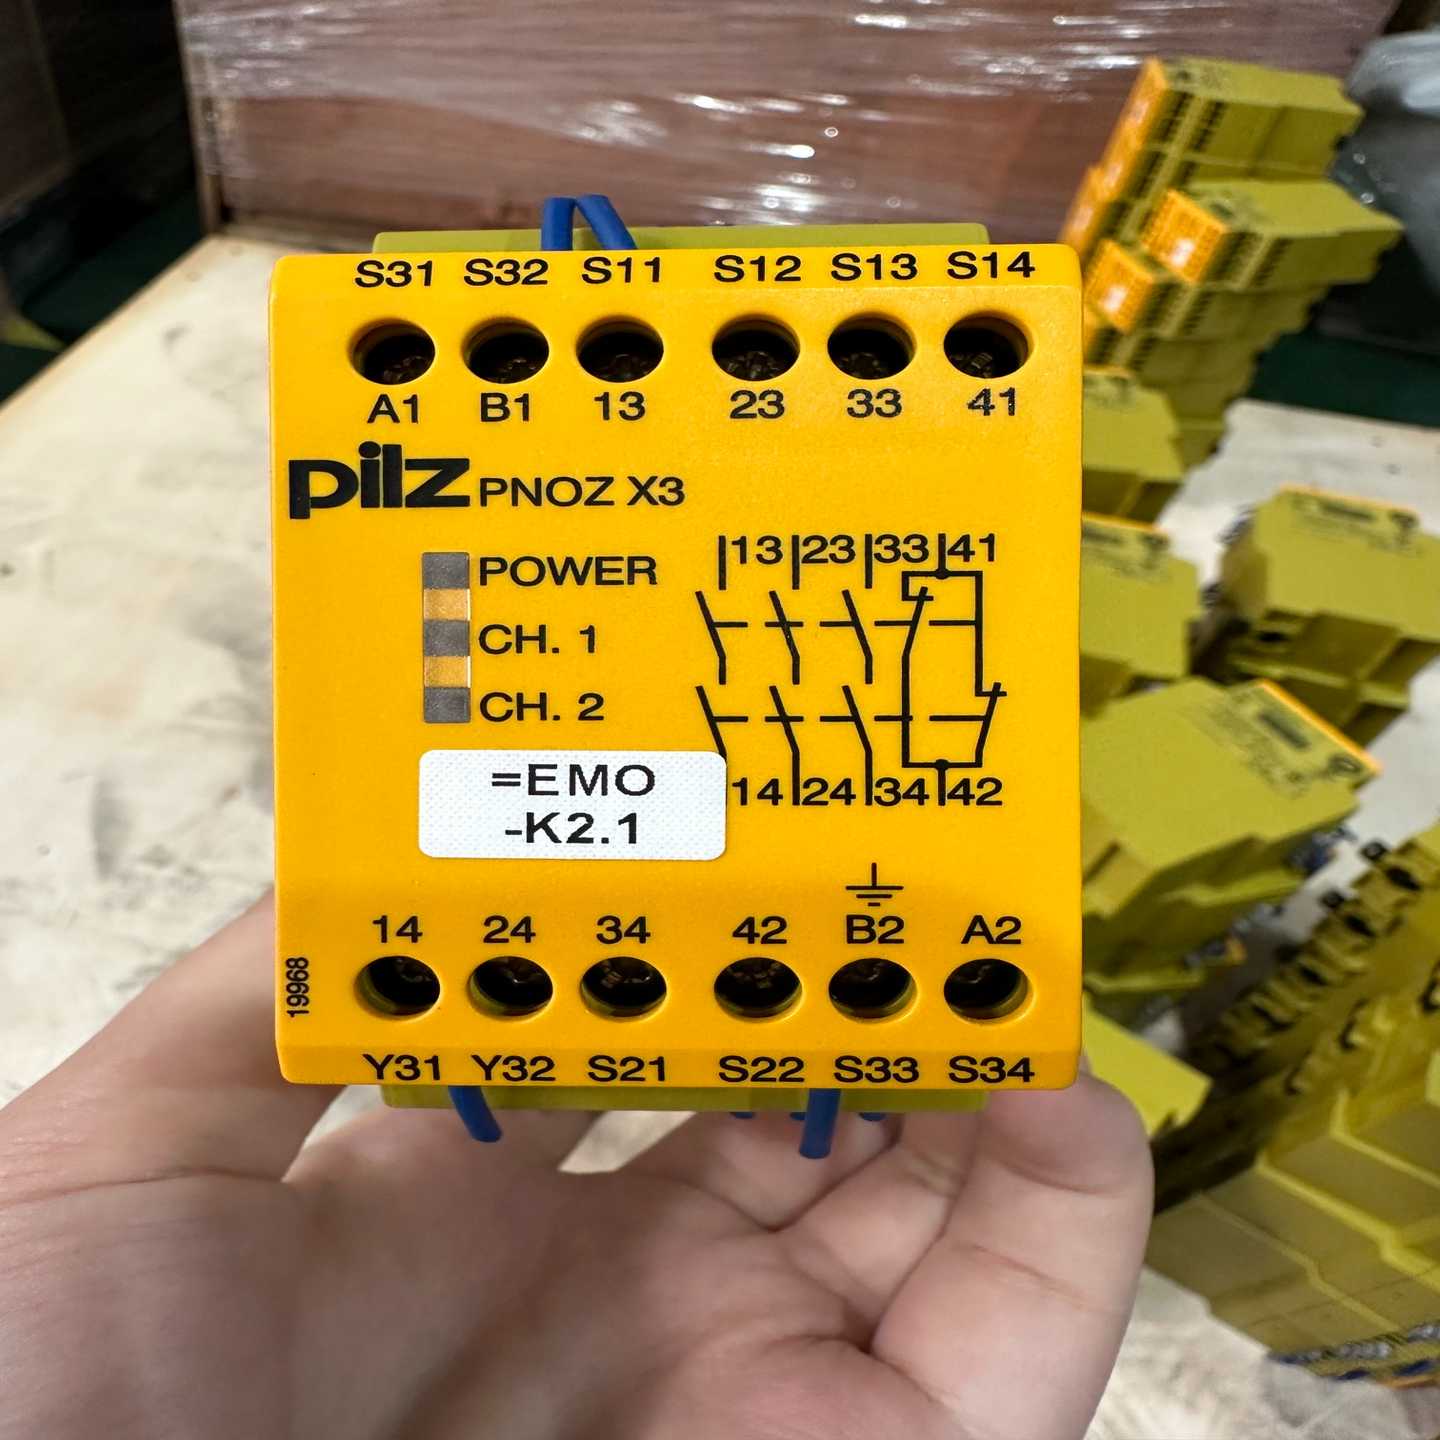 S31 S32 S11 S12 S13 S14
A1 B1 13 23 33 41
pilz PNOZ X3
13 23 33 41
POWER
CH. 1
CH. 2
14 24 34 42
=EMO
-K2.1
14 24 34 42 B2 A2
19968
Y31 Y32 S21 S22 S33 S34